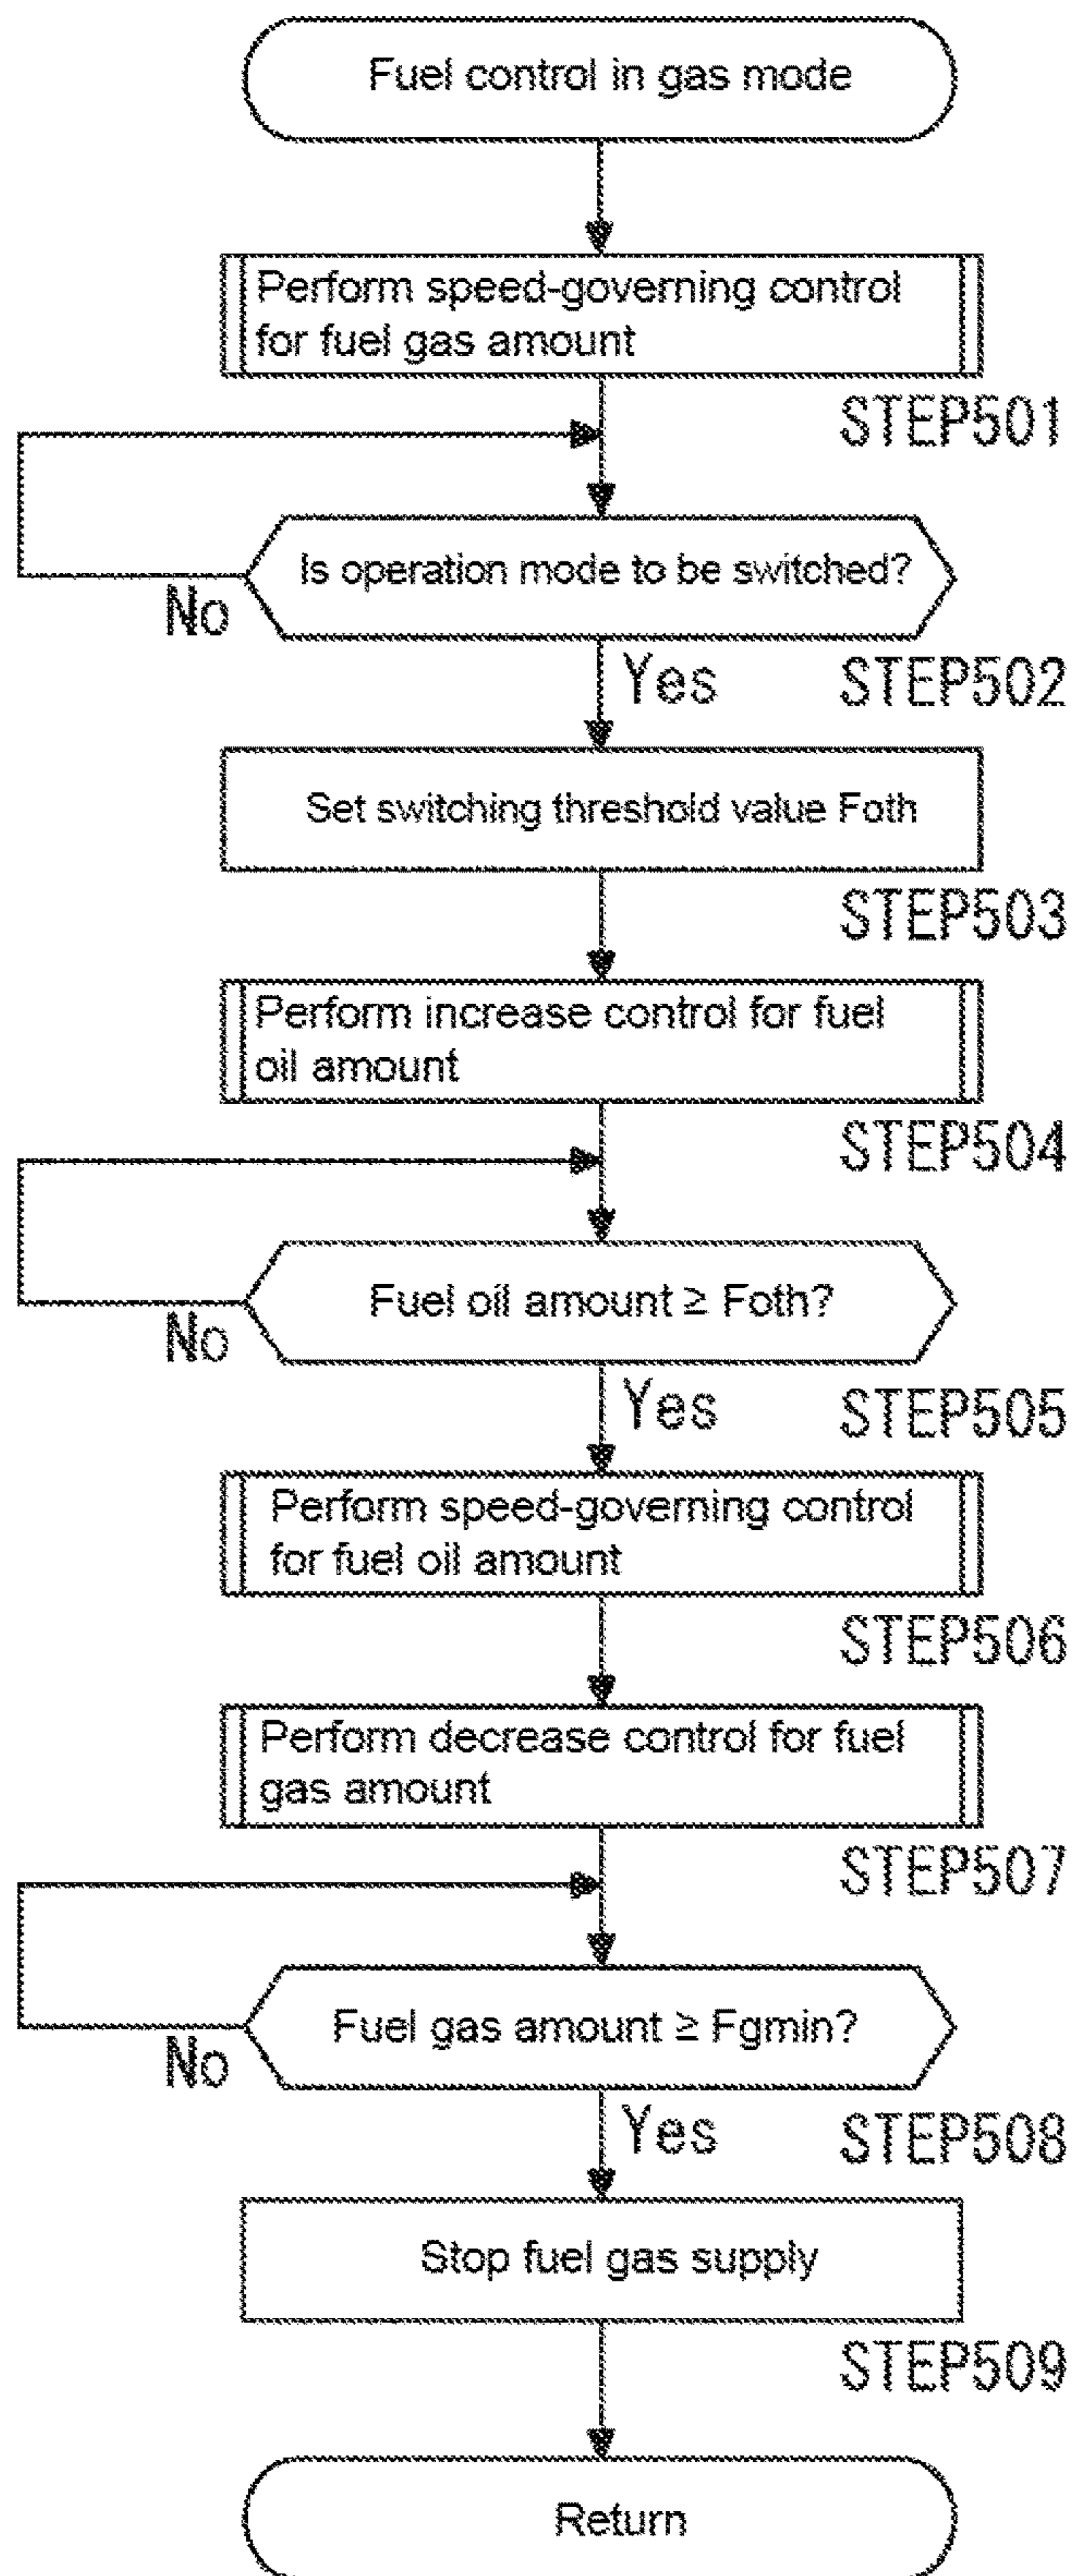 Fuel control in gas mode
Perform speed-governing control
for fuel gas amount
STEP501
Is operation mode to be switched?
No
Yes
STEP502
Set switching threshold value Foth
STEP503
Perform increase control for fuel
oil amount
STEP504
Fuel oil amount ≥ Foth?
No
Yes
STEP505
Perform speed-governing control
for fuel oil amount
STEP506
Perform decrease control for fuel
gas amount
STEP507
Fuel gas amount ≥ Fgmin?
No
Yes
STEP508
Stop fuel gas supply
STEP509
Return